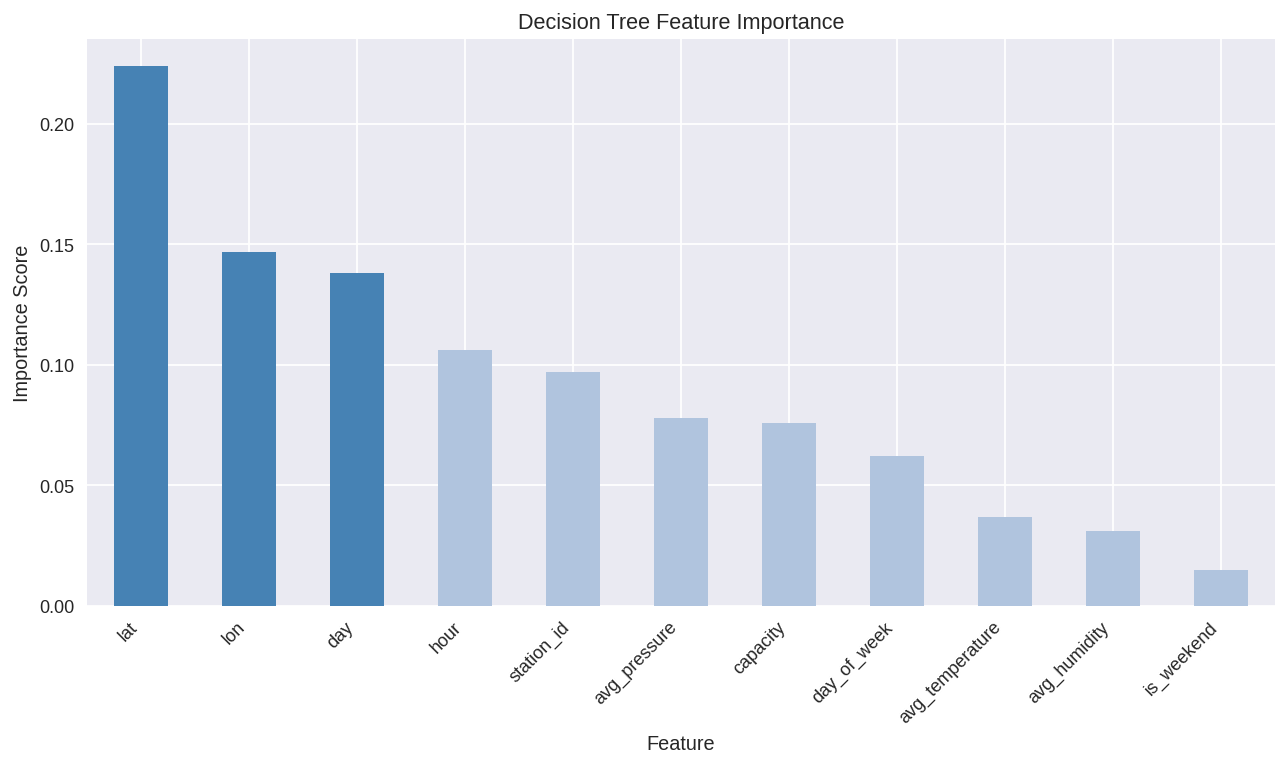 Decision Tree Feature Importance
Importance Score
0.20
0.15
0.10
0.05
0.00
lat
lon
day
hour
station_id
avg_pressure
capacity
day_of_week
avg_temperature
avg_humidity
is_weekend
Feature